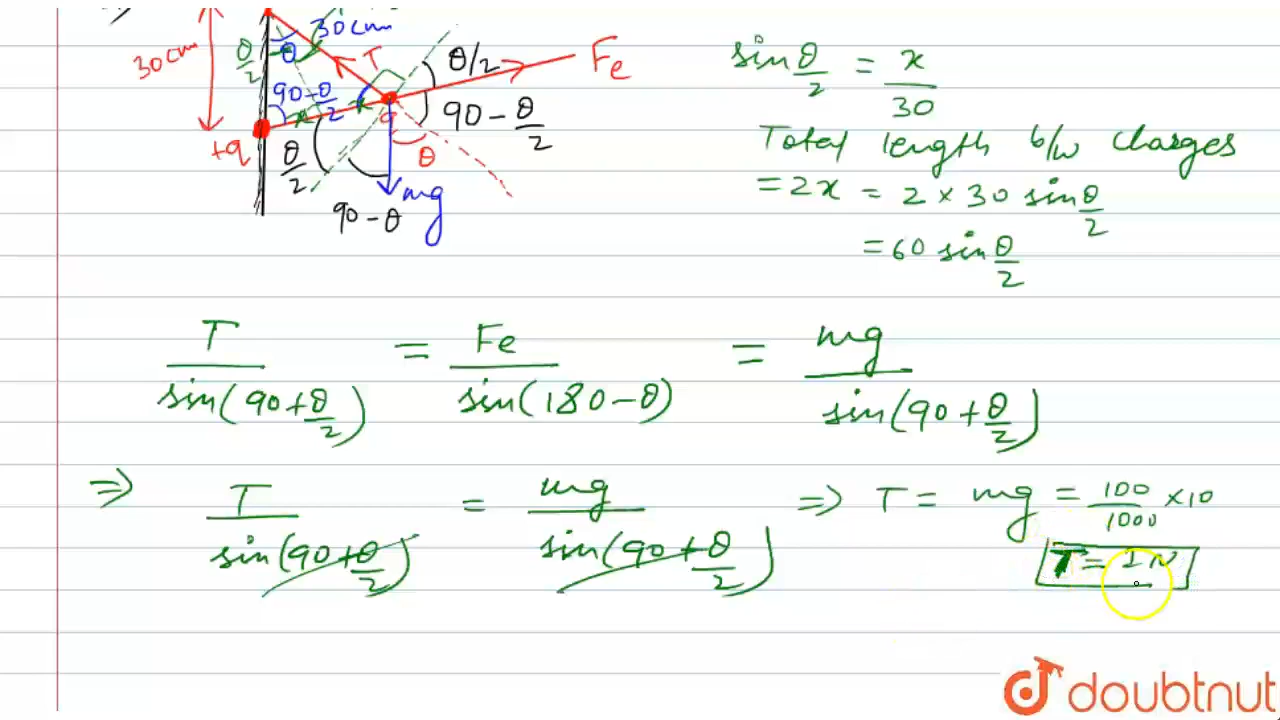 30cm
30cm
θ/2
θ
T
θ/2
Fe
90-θ/2
90-θ/2
x
x
+q
θ/2
θ
90-θ
mg
sin θ/2 = x/30
Total length b/w charges
= 2x = 2 × 30 sin θ/2
= 60 sin θ/2
T/sin(90+θ/2) = Fe/sin(180-θ) = mg/sin(90+θ/2)
⇒ T/sin(90+θ/2) = mg/sin(90+θ/2) ⇒ T = mg = 100/1000 ×10
T = 1N
doubtnut